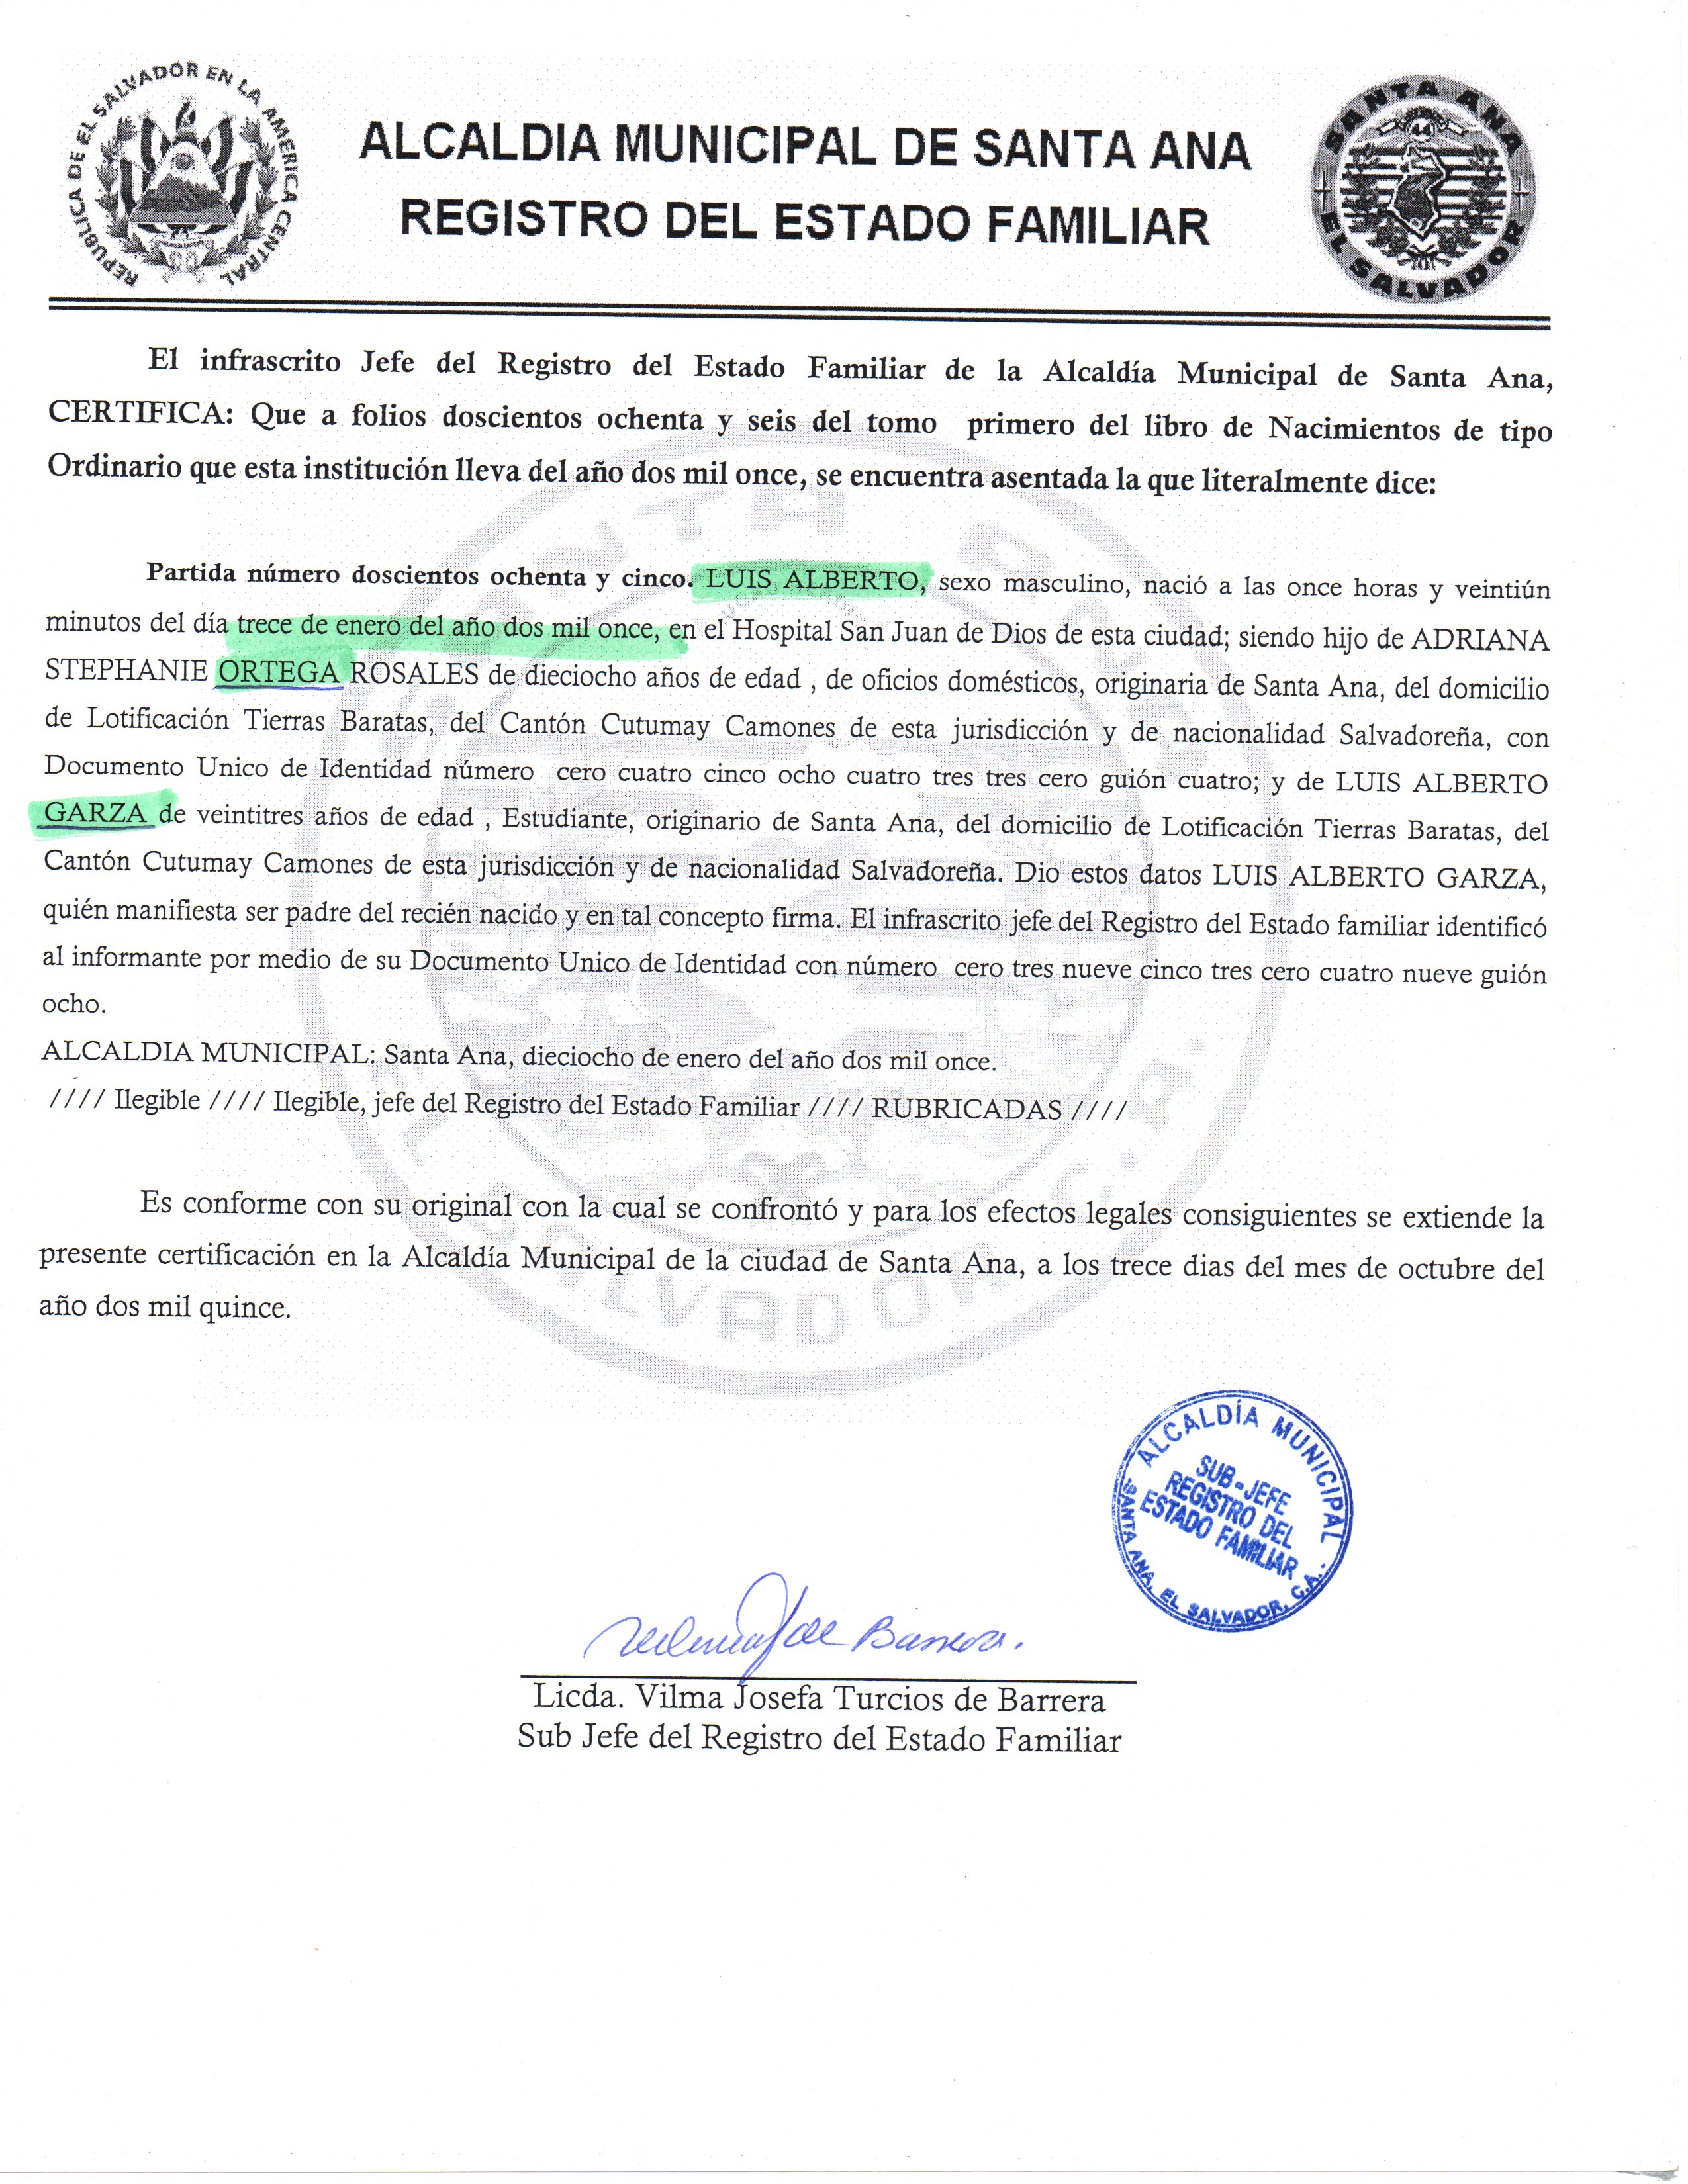 REPUBLICA DE EL SALVADOR EN LA AMERICA CENTRAL
ALCALDIA MUNICIPAL DE SANTA ANA
REGISTRO DEL ESTADO FAMILIAR
SANTA ANA
44
EL SALVADOR
El infrascrito Jefe del Registro del Estado Familiar de la Alcaldía Municipal de Santa Ana,
CERTIFICA: Que a folios doscientos ochenta y seis del tomo primero del libro de Nacimientos de tipo
Ordinario que esta institución lleva del año dos mil once, se encuentra asentada la que literalmente dice:
Partida número doscientos ochenta y cinco. LUIS ALBERTO, sexo masculino, nació a las once horas y veintiún
minutos del día trece de enero del año dos mil once, en el Hospital San Juan de Dios de esta ciudad; siendo hijo de ADRIANA
STEPHANIE ORTEGA ROSALES de dieciocho años de edad , de oficios domésticos, originaria de Santa Ana, del domicilio
de Lotificación Tierras Baratas, del Cantón Cutumay Camones de esta jurisdicción y de nacionalidad Salvadoreña, con
Documento Unico de Identidad número cero cuatro cinco ocho cuatro tres tres cero guión cuatro; y de LUIS ALBERTO
GARZA de veintitres años de edad , Estudiante, originario de Santa Ana, del domicilio de Lotificación Tierras Baratas, del
Cantón Cutumay Camones de esta jurisdicción y de nacionalidad Salvadoreña. Dio estos datos LUIS ALBERTO GARZA,
quién manifiesta ser padre del recién nacido y en tal concepto firma. El infrascrito jefe del Registro del Estado familiar identificó
al informante por medio de su Documento Unico de Identidad con número cero tres nueve cinco tres cero cuatro nueve guión
ocho.
ALCALDIA MUNICIPAL: Santa Ana, dieciocho de enero del año dos mil once.
//// Ilegible //// Ilegible, jefe del Registro del Estado Familiar //// RUBRICADAS ////
Es conforme con su original con la cual se confrontó y para los efectos legales consiguientes se extiende la
presente certificación en la Alcaldía Municipal de la ciudad de Santa Ana, a los trece dias del mes de octubre del
año dos mil quince.
ALCALDÍA MUNICIPAL
SUB-JEFE
REGISTRO DEL
ESTADO FAMILIAR
SANTA ANA, EL SALVADOR, C.A.
de Barrera.
Licda. Vilma Josefa Turcios de Barrera
Sub Jefe del Registro del Estado Familiar